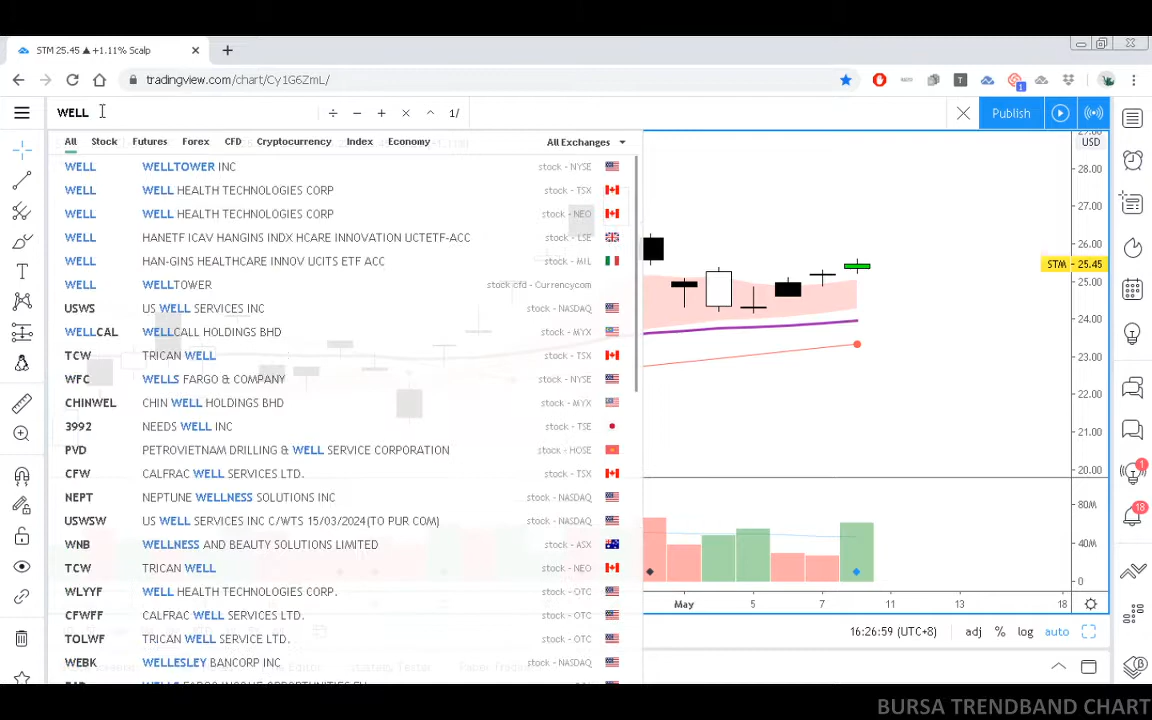 STM 25.45 ▲ +1.11% Scalp
tradingview.com/chart/Cy1G6ZmL/
WELL
1/
Publish
All Stock Futures Forex CFD Cryptocurrency Index Economy All Exchanges
WELL WELLTOWER INC stock - NYSE
WELL WELL HEALTH TECHNOLOGIES CORP stock - TSX
WELL WELL HEALTH TECHNOLOGIES CORP stock - NEO
WELL HANETF ICAV HANGINS INDX HCARE INNOVATION UCTETF-ACC stock - LSE
WELL HAN-GINS HEALTHCARE INNOV UCITS ETF ACC stock - MIL
WELL WELLTOWER stock cfd - Currencycom
USWS US WELL SERVICES INC stock - NASDAQ
WELLCAL WELLCALL HOLDINGS BHD stock - MYX
TCW TRICAN WELL stock - TSX
WFC WELLS FARGO & COMPANY stock - NYSE
CHINWEL CHIN WELL HOLDINGS BHD stock - MYX
3992 NEEDS WELL INC stock - TSE
PVD PETROVIETNAM DRILLING & WELL SERVICE CORPORATION stock - HOSE
CFW CALFRAC WELL SERVICES LTD. stock - TSX
NEPT NEPTUNE WELLNESS SOLUTIONS INC stock - NASDAQ
USWSW US WELL SERVICES INC C/WTS 15/03/2024(TO PUR COM) stock - NASDAQ
WNB WELLNESS AND BEAUTY SOLUTIONS LIMITED stock - ASX
TCW TRICAN WELL stock - NEO
WLYYF WELL HEALTH TECHNOLOGIES CORP. stock - OTC
CFWFF CALFRAC WELL SERVICES LTD. stock - OTC
TOLWF TRICAN WELL SERVICE LTD. stock - OTC
WEBK WELLESLEY BANCORP INC stock - NASDAQ
27.00
USD
28.00
27.00
26.00
STM - 25.45
25.00
24.00
23.00
22.00
21.00
20.00
80M
40M
0
May 5 7 11 13 18
16:26:59 (UTC+8) adj % log auto
1
1
18
BURSA TRENDBAND CHART